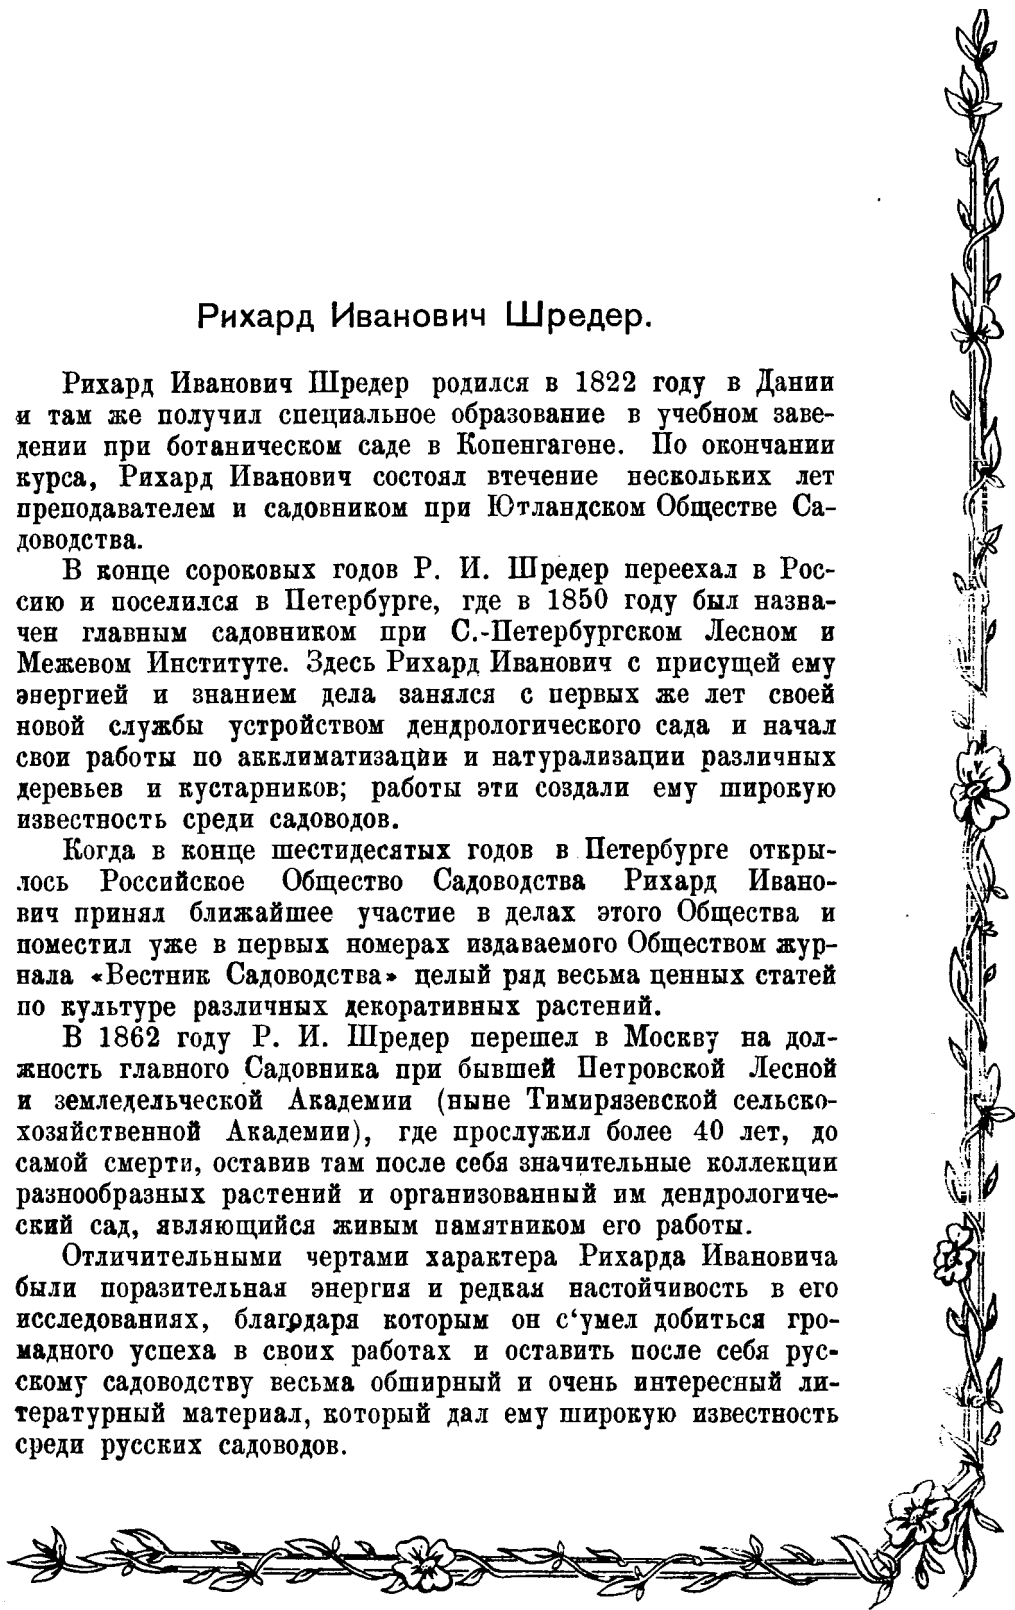 Рихард Иванович Шредер.
Рихард Иванович Шредер родился в 1822 году в Дании
и там же получил специальное образование в учебном заве-
дении при ботаническом саде в Копенгагене. По окончании
курса, Рихард Иванович состоял втечение нескольких лет
преподавателем и садовником при Ютландском Обществе Са-
доводства.
В конце сороковых годов Р. И. Шредер переехал в Рос-
сию и поселился в Петербурге, где в 1850 году был назна-
чен главным садовником при С.-Петербургском Лесном и
Межевом Институте. Здесь Рихард Иванович с присущей ему
энергией и знанием дела занялся с первых же лет своей
новой службы устройством дендрологического сада и начал
свои работы по акклиматизации и натурализации различных
деревьев и кустарников; работы эти создали ему широкую
известность среди садоводов.
Когда в конце шестидесятых годов в Петербурге откры-
лось Российское Общество Садоводства Рихард Ивано-
вич принял ближайшее участие в делах этого Общества и
поместил уже в первых номерах издаваемого Обществом жур-
нала «Вестник Садоводства» целый ряд весьма ценных статей
по культуре различных декоративных растений.
В 1862 году Р. И. Шредер перешел в Москву на дол-
жность главного Садовника при бывшей Петровской Лесной
и земледельческой Академии (ныне Тимирязевской сельско-
хозяйственной Академии), где прослужил более 40 лет, до
самой смерти, оставив там после себя значительные коллекции
разнообразных растений и организованный им дендрологиче-
ский сад, являющийся живым памятником его работы.
Отличительными чертами характера Рихарда Ивановича
были поразительная энергия и редкая настойчивость в его
исследованиях, благодаря которым он с‘умел добиться гро-
мадного успеха в своих работах и оставить после себя рус-
скому садоводству весьма обширный и очень интересный ли-
тературный материал, который дал ему широкую известность
среди русских садоводов.